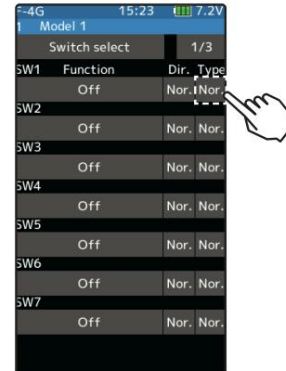 -4G 15:23 7.2V
1 Model 1
Switch select 1/3
SW1 Function Dir. Type
Off Nor. Nor.
SW2
Off Nor. Nor.
SW3
Off Nor. Nor.
SW4
Off Nor. Nor.
SW5
Off Nor. Nor.
SW6
Off Nor. Nor.
SW7
Off Nor. Nor.